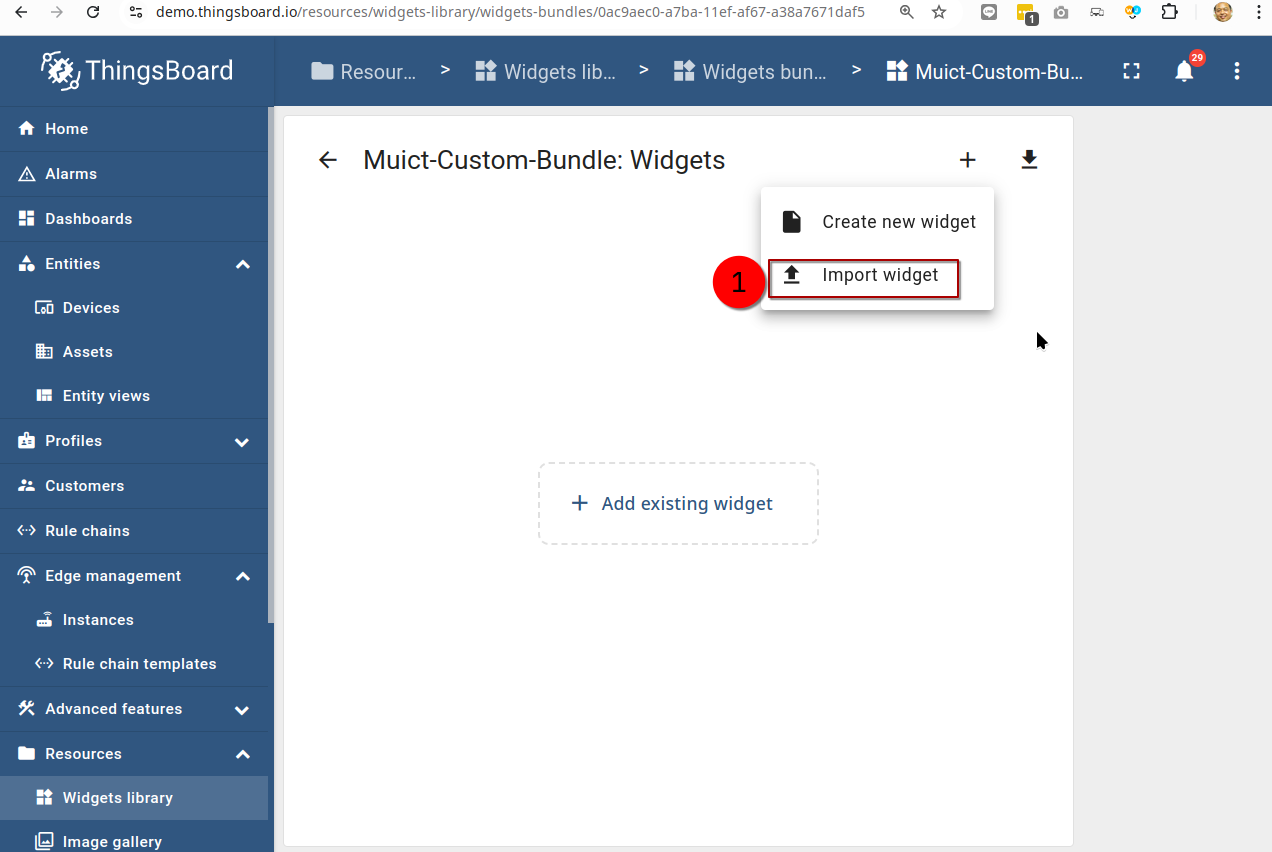 demo.thingsboard.io/resources/widgets-library/widgets-bundles/0ac9aec0-a7ba-11ef-af67-a38a7671daf5
1
ThingsBoard
Resour... > Widgets lib... > Widgets bun... > Muict-Custom-Bu...
29
Home
Alarms
Dashboards
Entities
Devices
Assets
Entity views
Profiles
Customers
Rule chains
Edge management
Instances
Rule chain templates
Advanced features
Resources
Widgets library
Image gallery
Muict-Custom-Bundle: Widgets
Create new widget
1
Import widget
+ Add existing widget